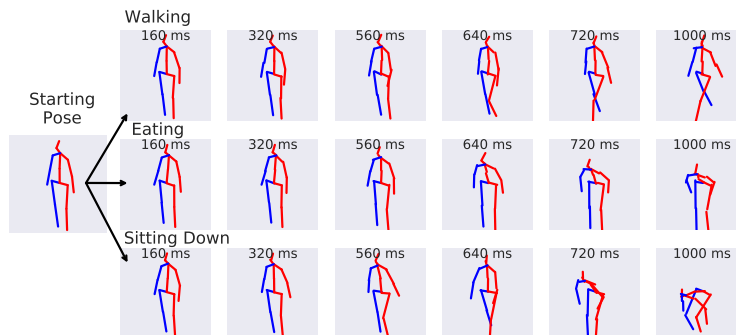 Walking
160 ms 320 ms 560 ms 640 ms 720 ms 1000 ms
Starting
Pose
Eating
160 ms 320 ms 560 ms 640 ms 720 ms 1000 ms
Sitting Down
160 ms 320 ms 560 ms 640 ms 720 ms 1000 ms